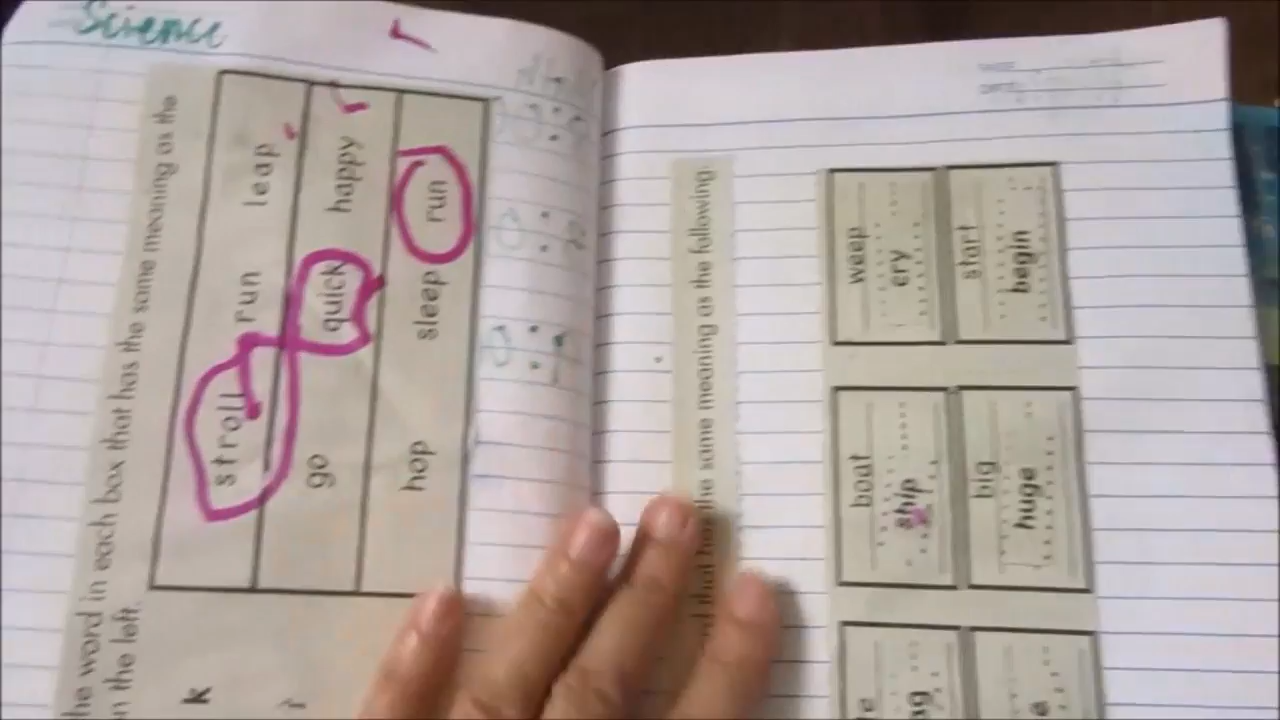 Science
the word in each box that has the same meaning as the
on the left.
k
stroll run leap
go quick happy
hop sleep run
the same meaning as the following
boat
ship
weep
cry
big
huge
start
begin